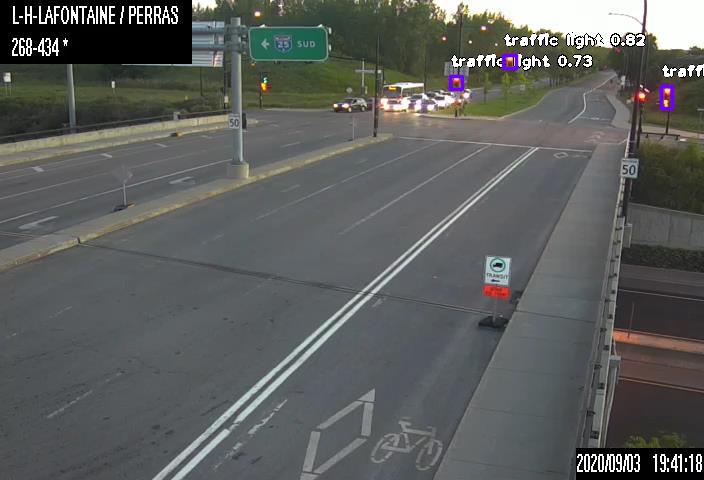 L-H-LAFONTAINE / PERRAS
268-434 *
25 SUD
traffic light 0.82
traffic light 0.73
traff
50
50
TRANSIT
2020/09/03 19:41:18